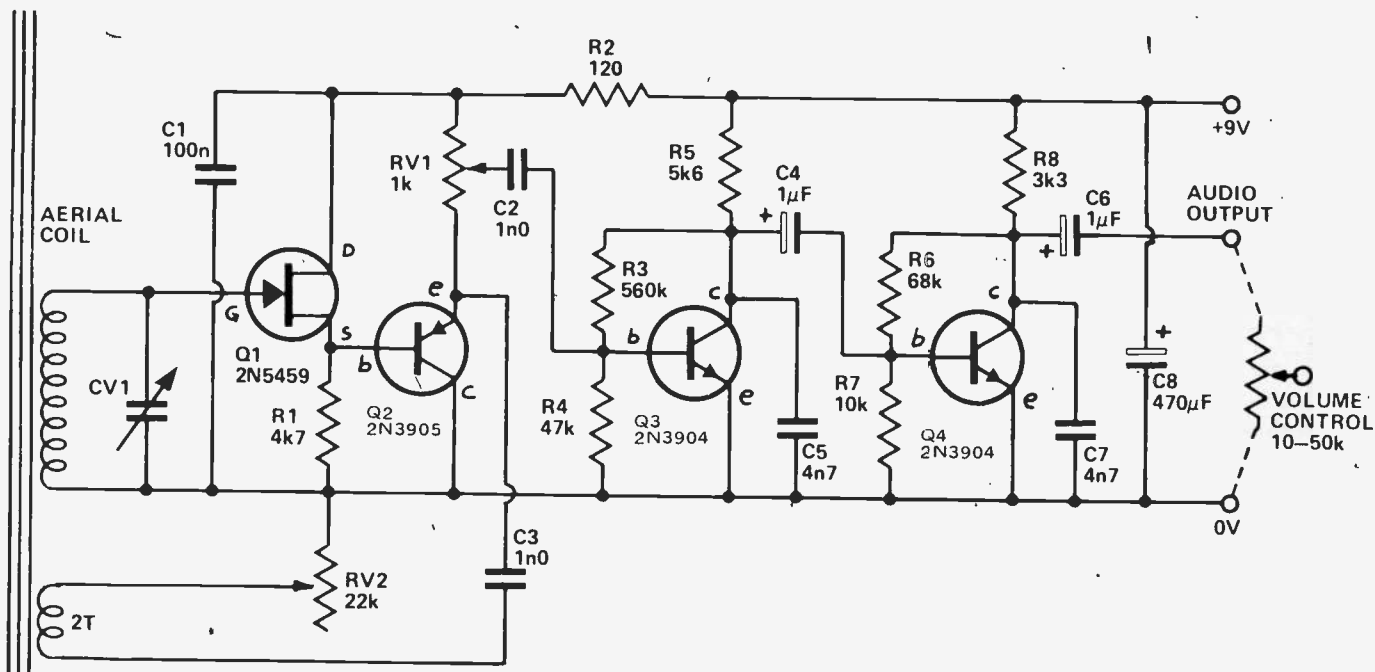 R2
120
+9V
C1
100n
RV1
1k
C2
1n0
R5
5k6
C4
1µF
+
R8
3k3
C6
1µF
+
AUDIO
OUTPUT
AERIAL
COIL
D
G
S
Q1
2N5459
e
b
c
Q2
2N3905
R3
560k
c
b
e
Q3
2N3904
R6
68k
c
b
e
Q4
2N3904
+
C8
470µF
VOLUME
CONTROL
10–50k
CV1
R1
4k7
R4
47k
C5
4n7
R7
10k
C7
4n7
0V
C3
1n0
RV2
22k
2T